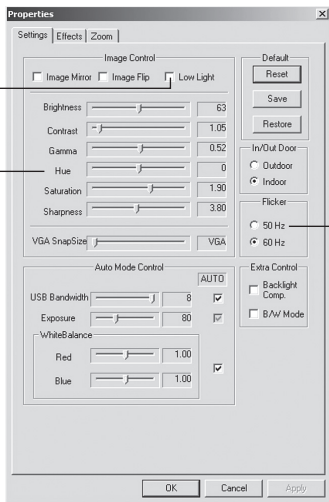 Properties
Settings Effects Zoom
Image Control
Image Mirror Image Flip Low Light
Brightness 63
Contrast 1.05
Gamma 0.52
Hue 0
Saturation 1.90
Sharpness 3.80
VGA SnapSize VGA
Default
Reset
Save
Restore
In/Out Door
Outdoor
Indoor
Flicker
50 Hz
60 Hz
Auto Mode Control
AUTO
USB Bandwidth 8
Exposure 80
WhiteBalance
Red 1.00
Blue 1.00
Extra Control
Backlight
Comp.
B/W Mode
OK Cancel Apply